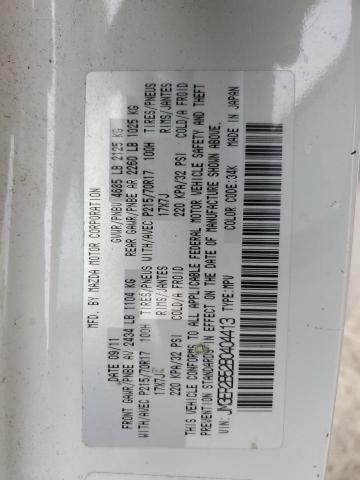 MFD. BY MAZDA MOTOR CORPORATION
DATE: 09/11 GVWR/PNBV 4685 LB 2125 KG
FRONT GAWR/PNBE AV 2434 LB 1104 KG REAR GAWR/PNBE AR 2260 LB 1025 KG
WITH/AVEC P215/70R17 100H TIRES/PNEUS WITH/AVEC P215/70R17 100H TIRES/PNEUS
17X7J RIMS/JANTES 17X7J RIMS/JANTES
220 KPA/32 PSI COLD/A FROID 220 KPA/32 PSI COLD/A FROID
THIS VEHICLE CONFORMS TO ALL APPLICABLE FEDERAL MOTOR VEHICLE SAFETY AND THEFT
PREVENTION STANDARDS IN EFFECT ON THE DATE OF MANUFACTURE SHOWN ABOVE.
VIN: TYPE: MPV COLOR CODE: 34K MADE IN JAPAN